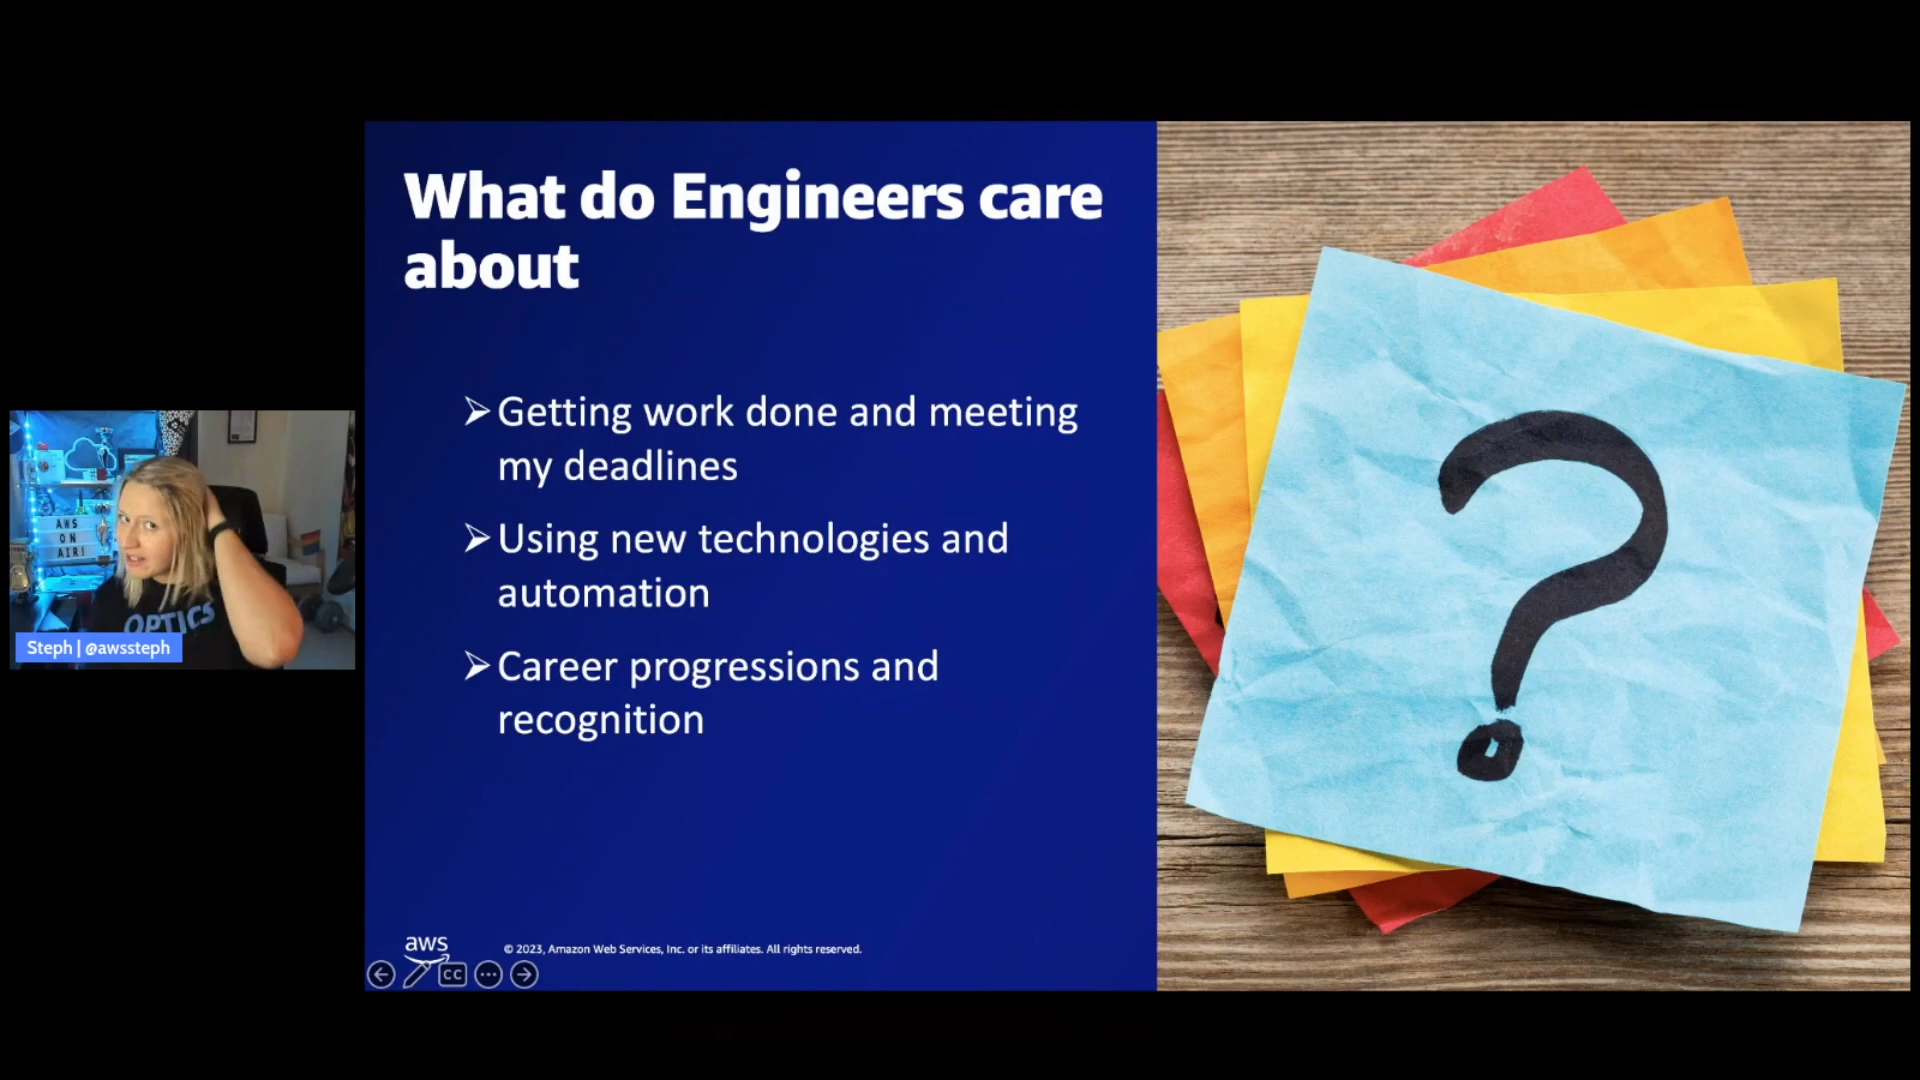 What do Engineers care
about
Getting work done and meeting
my deadlines
Using new technologies and
automation
Career progressions and
recognition
AWS
ON
AIR!
OPTICS
Steph | @awssteph
?
aws
© 2023, Amazon Web Services, Inc. or its affiliates. All rights reserved.
CC